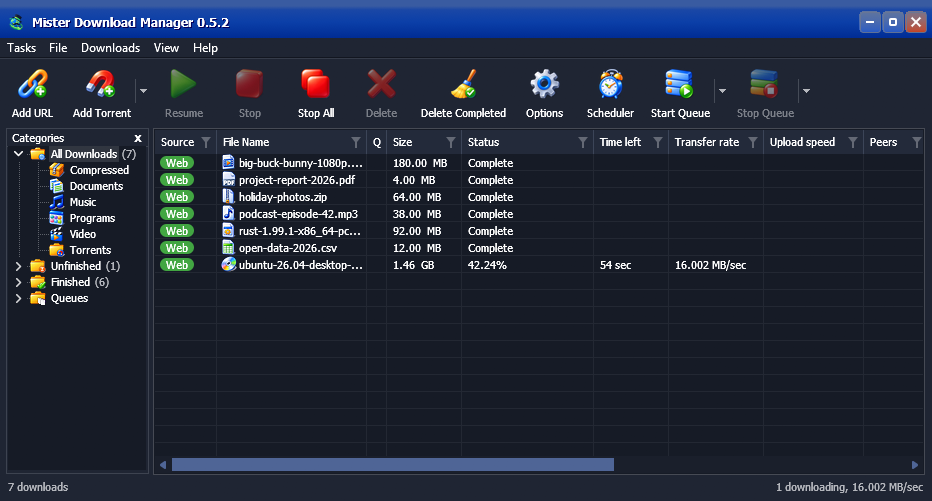 Mister Download Manager 0.5.2
Tasks File Downloads View Help
Add URL Add Torrent Resume Stop Stop All Delete Delete Completed Options Scheduler Start Queue Stop Queue
Categories x
All Downloads (7)
Compressed
Documents
Music
Programs
Video
Torrents
Unfinished (1)
Finished (6)
Queues
Source File Name Q Size Status Time left Transfer rate Upload speed Peers
Web big-buck-bunny-1080p.... 180.00 MB Complete
Web project-report-2026.pdf 4.00 MB Complete
Web holiday-photos.zip 64.00 MB Complete
Web podcast-episode-42.mp3 38.00 MB Complete
Web rust-1.99.1-x86_64-pc... 92.00 MB Complete
Web open-data-2026.csv 12.00 MB Complete
Web ubuntu-26.04-desktop-... 1.46 GB 42.24% 54 sec 16.002 MB/sec
7 downloads 1 downloading, 16.002 MB/sec